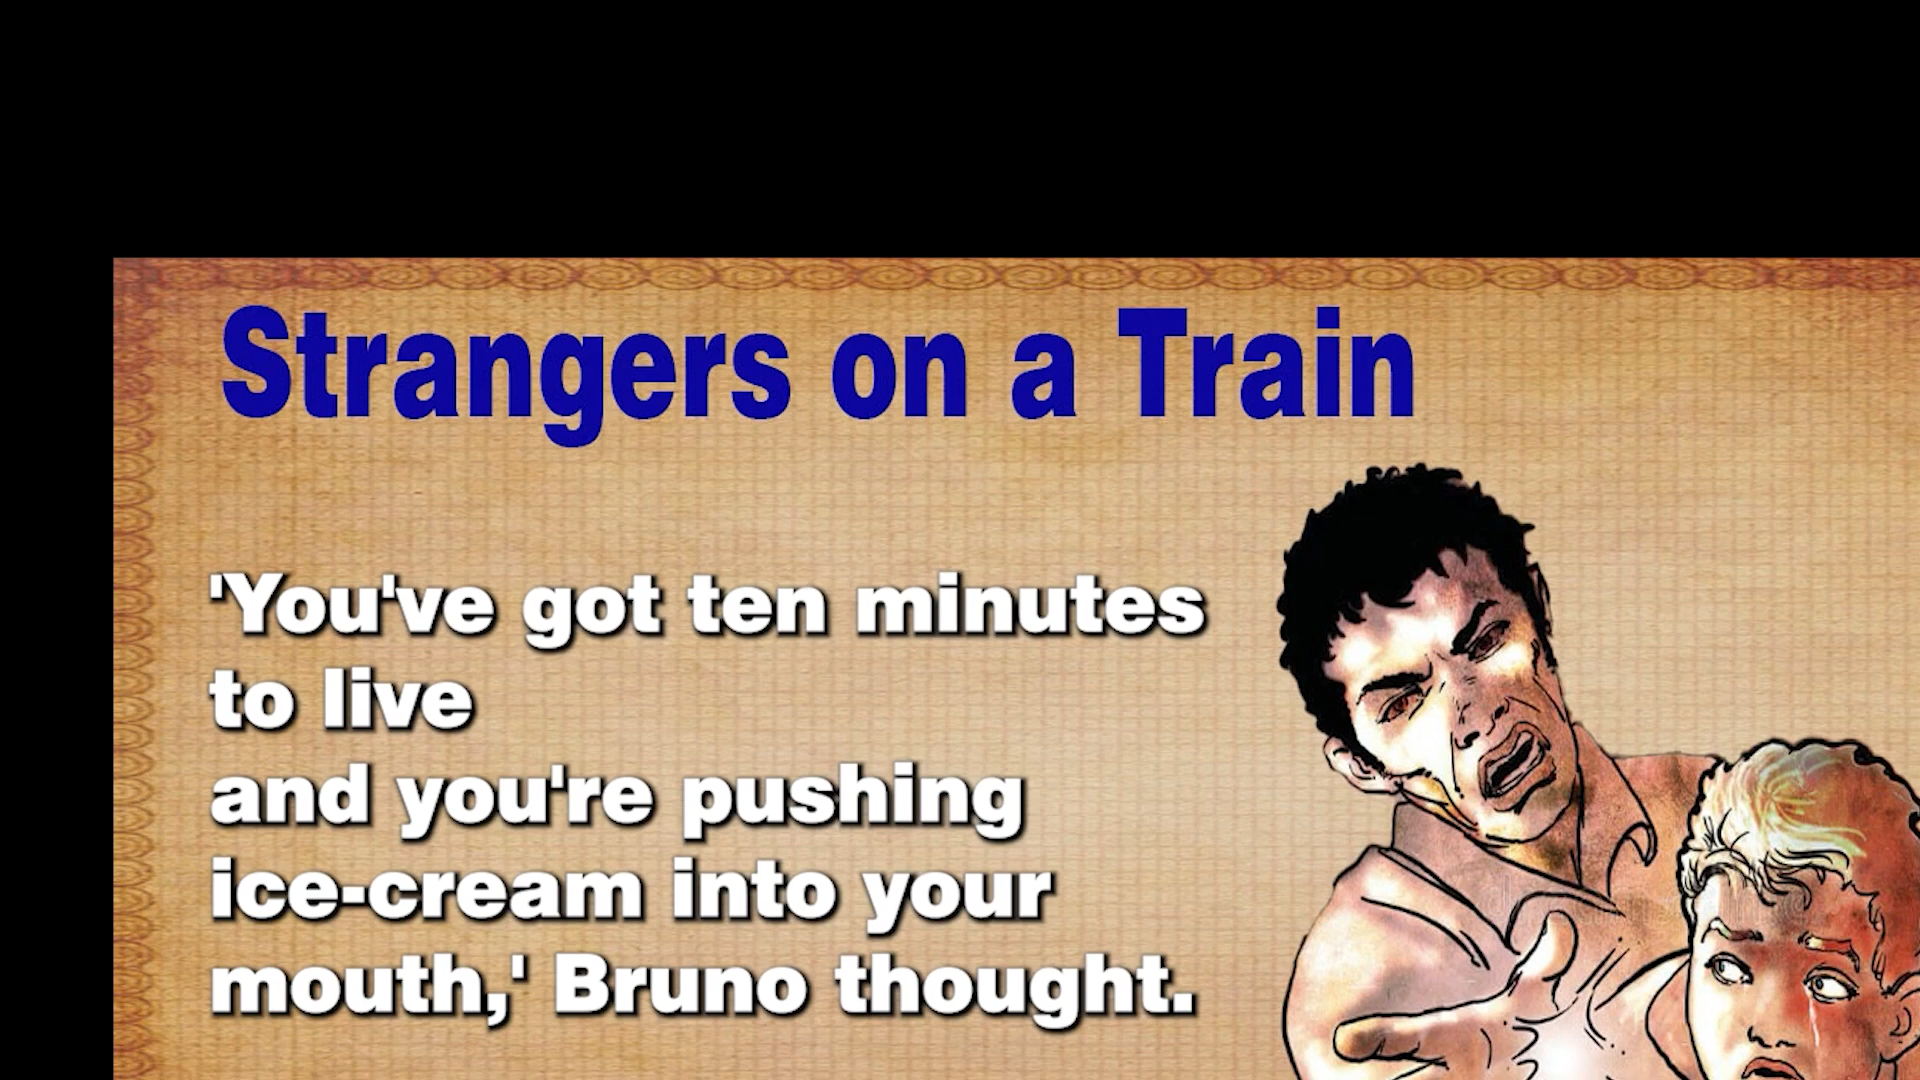 Strangers on a Train
'You've got ten minutes
to live
and you're pushing
ice-cream into your
mouth,' Bruno thought.